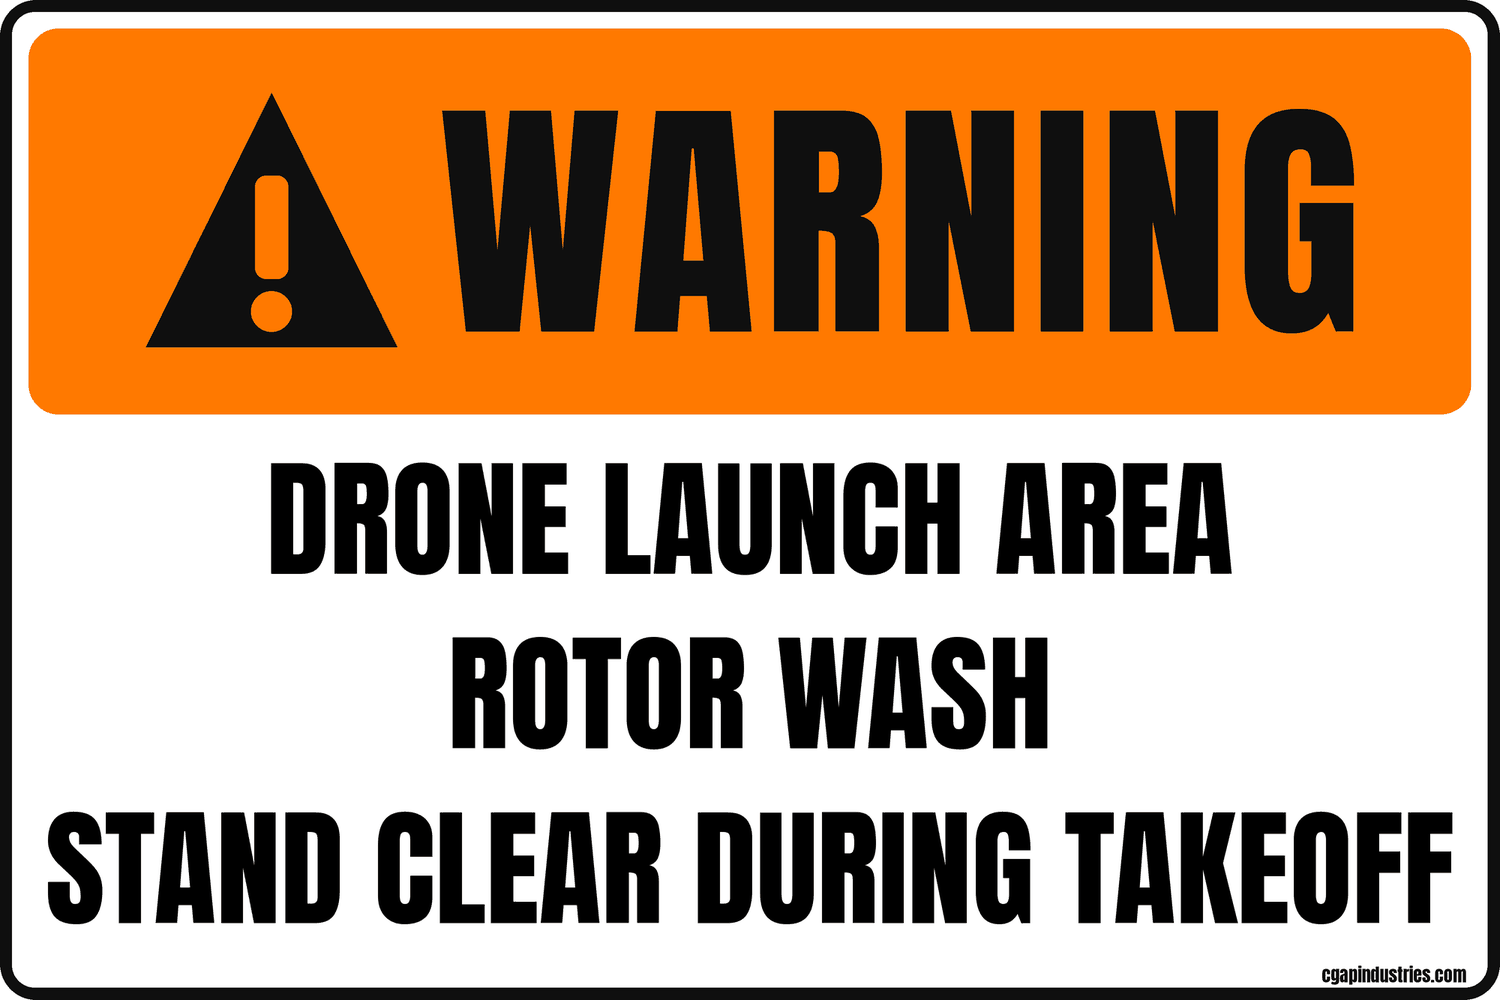 WARNING
DRONE LAUNCH AREA
ROTOR WASH
STAND CLEAR DURING TAKEOFF
cgapindustries.com